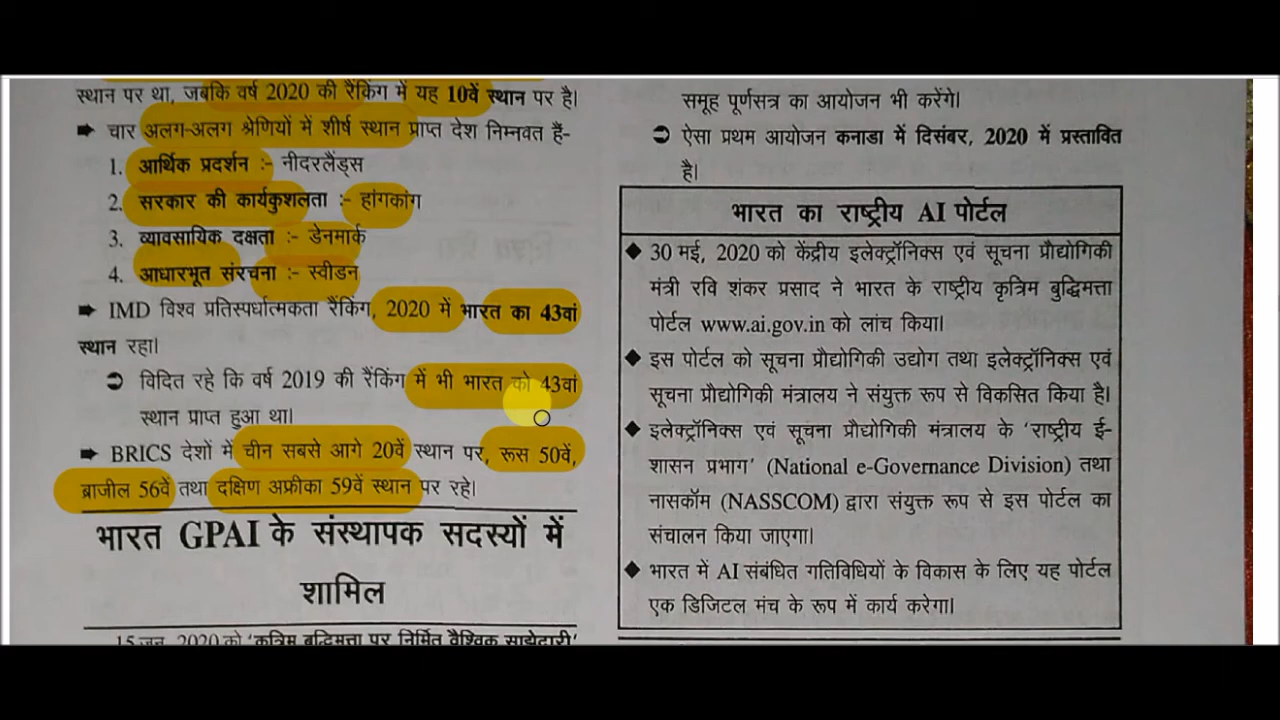 स्थान पर था, जबकि वर्ष 2020 की रैंकिंग में यह 10वें स्थान पर है।
➡ चार अलग-अलग श्रेणियों में शीर्ष स्थान प्राप्त देश निम्नवत हैं-
1. आर्थिक प्रदर्शन :- नीदरलैंड्स
2. सरकार की कार्यकुशलता :- हांगकांग
3. व्यावसायिक दक्षता :- डेनमार्क
4. आधारभूत संरचना :- स्वीडन
➡ IMD विश्व प्रतिस्पर्धात्मकता रैंकिंग, 2020 में भारत का 43वां
स्थान रहा।
➲ विदित रहे कि वर्ष 2019 की रैंकिंग में भी भारत को 43वां
स्थान प्राप्त हुआ था।
➡ BRICS देशों में चीन सबसे आगे 20वें स्थान पर, रूस 50वें,
ब्राजील 56वें तथा दक्षिण अफ्रीका 59वें स्थान पर रहे।
भारत GPAI के संस्थापक सदस्यों में
शामिल
15 जून, 2020 को ‘कृत्रिम बुद्धिमत्ता पर निर्मित वैश्विक साझेदारी’
समूह पूर्णसत्र का आयोजन भी करेंगे।
➲ ऐसा प्रथम आयोजन कनाडा में दिसंबर, 2020 में प्रस्तावित
है।
भारत का राष्ट्रीय AI पोर्टल
◆ 30 मई, 2020 को केंद्रीय इलेक्ट्रॉनिक्स एवं सूचना प्रौद्योगिकी
मंत्री रवि शंकर प्रसाद ने भारत के राष्ट्रीय कृत्रिम बुद्धिमत्ता
पोर्टल www.ai.gov.in को लांच किया।
◆ इस पोर्टल को सूचना प्रौद्योगिकी उद्योग तथा इलेक्ट्रॉनिक्स एवं
सूचना प्रौद्योगिकी मंत्रालय ने संयुक्त रूप से विकसित किया है।
◆ इलेक्ट्रॉनिक्स एवं सूचना प्रौद्योगिकी मंत्रालय के ‘राष्ट्रीय ई-
शासन प्रभाग’ (National e-Governance Division) तथा
नासकॉम (NASSCOM) द्वारा संयुक्त रूप से इस पोर्टल का
संचालन किया जाएगा।
◆ भारत में AI संबंधित गतिविधियों के विकास के लिए यह पोर्टल
एक डिजिटल मंच के रूप में कार्य करेगा।